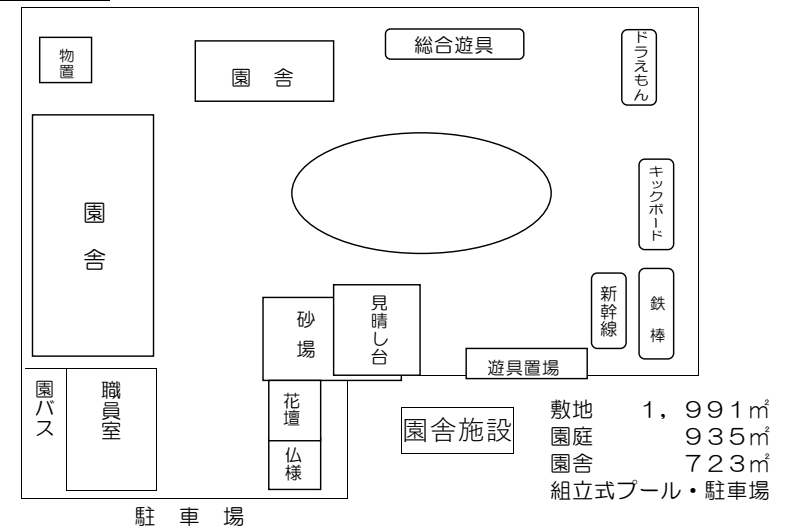 物置
園　舎
総合遊具
ドラえもん
園
舎
キックボード
砂
場
見晴し台
新幹線
鉄
棒
遊具置場
園バス
職員室
花壇
仏様
園舎施設
敷地　１，９９１㎡
園庭　９３５㎡
園舎　７２３㎡
組立式プール・駐車場
駐　車　場